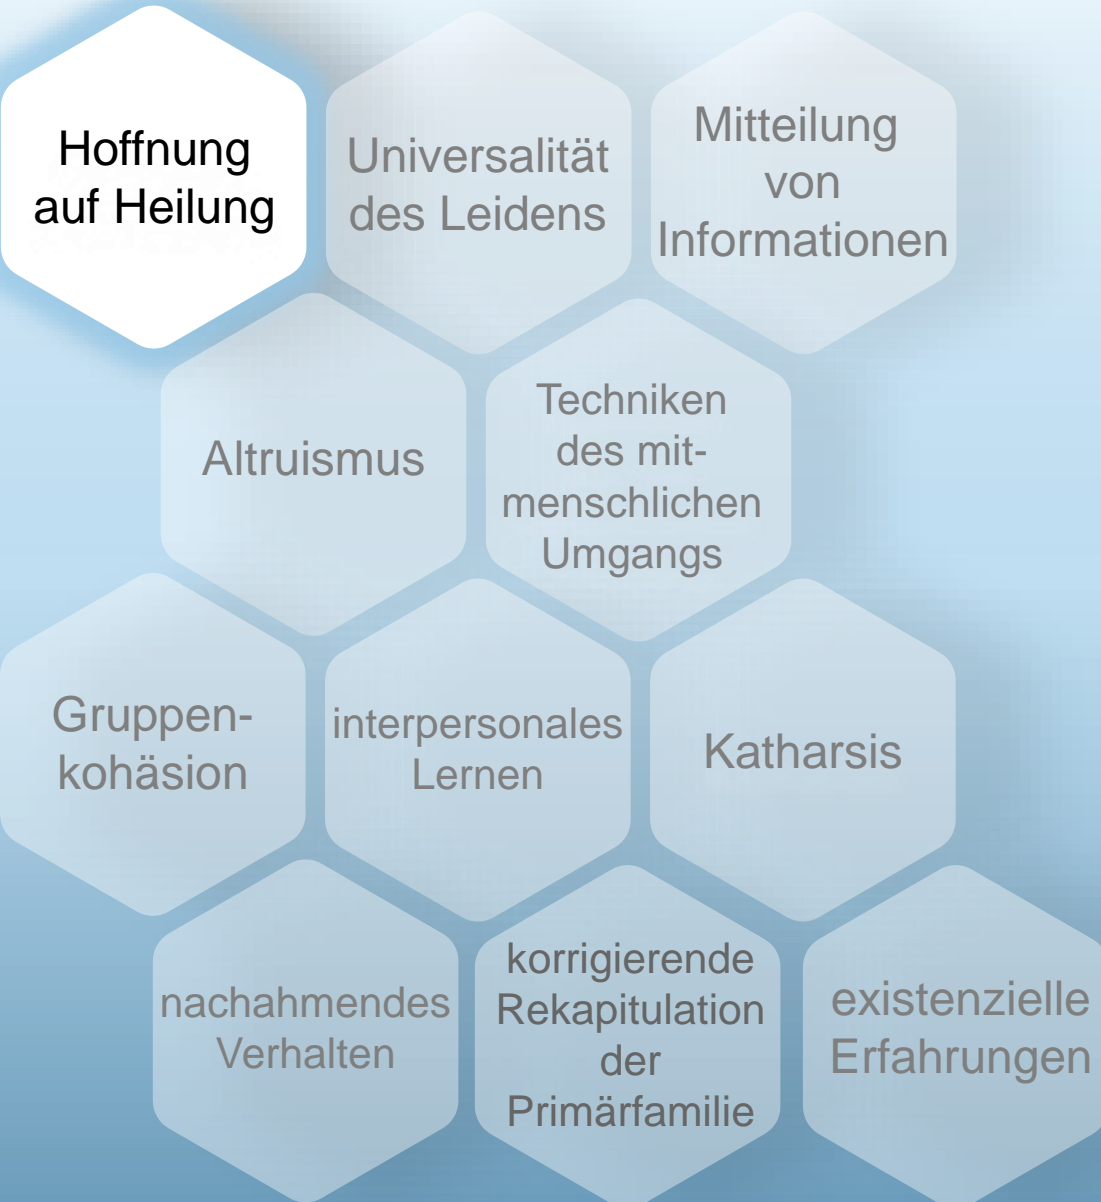 Hoffnung
auf Heilung
Universalität
des Leidens
Mitteilung
von
Informationen
Altruismus
Techniken
des mit-
menschlichen
Umgangs
Gruppen-
kohäsion
interpersonales
Lernen
Katharsis
nachahmendes
Verhalten
korrigierende
Rekapitulation
der
Primärfamilie
existenzielle
Erfahrungen